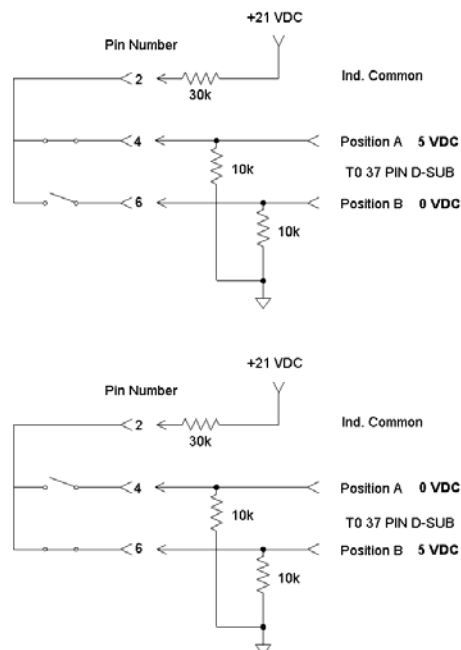 +21 VDC
Pin Number
2
30k
Ind. Common
4
Position A 5 VDC
10k
T0 37 PIN D-SUB
6
Position B 0 VDC
10k
+21 VDC
Pin Number
2
30k
Ind. Common
4
Position A 0 VDC
10k
T0 37 PIN D-SUB
6
Position B 5 VDC
10k